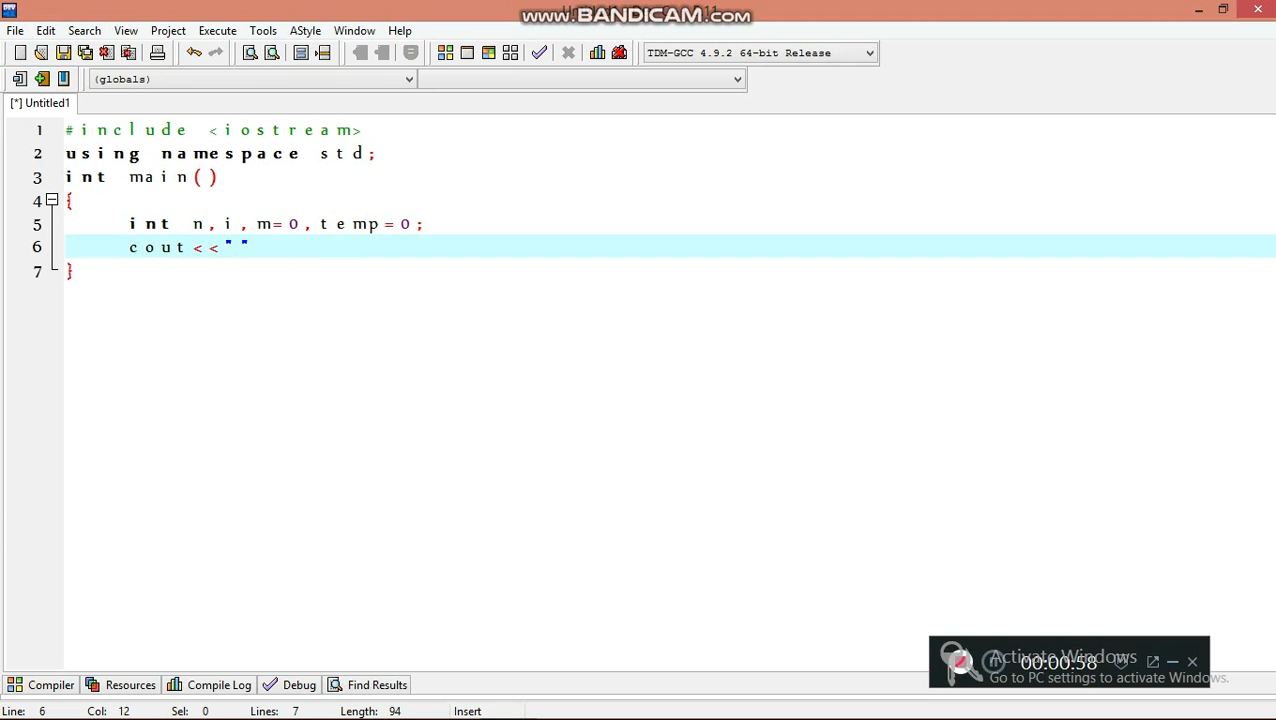 DEV
www.BANDICAM.com
File Edit Search View Project Execute Tools AStyle Window Help
TDM-GCC 4.9.2 64-bit Release
(globals)
[*] Untitled1
1 #include <iostream>
2 using namespace std;
3 int main()
4 {
5 int n,i,m=0,temp=0;
6 cout<<""
7 }
Activate Windows
00:00:58
Go to PC settings to activate Windows.
Compiler Resources Compile Log Debug Find Results
Line: 6 Col: 12 Sel: 0 Lines: 7 Length: 94 Insert